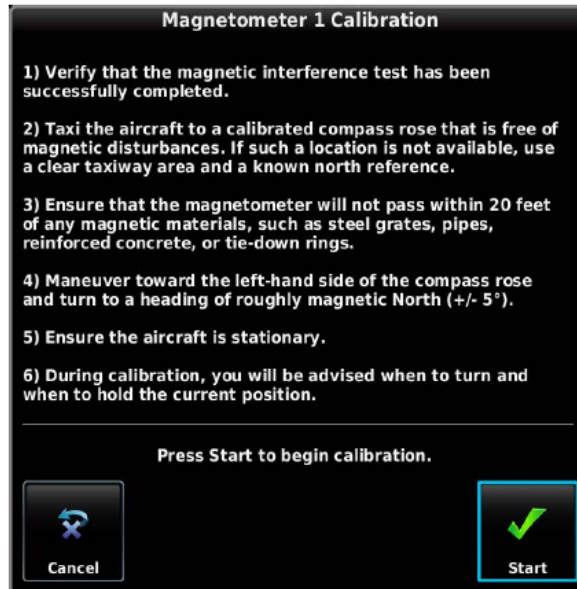 Magnetometer 1 Calibration
1) Verify that the magnetic interference test has been
successfully completed.
2) Taxi the aircraft to a calibrated compass rose that is free of
magnetic disturbances. If such a location is not available, use
a clear taxiway area and a known north reference.
3) Ensure that the magnetometer will not pass within 20 feet
of any magnetic materials, such as steel grates, pipes,
reinforced concrete, or tie-down rings.
4) Maneuver toward the left-hand side of the compass rose
and turn to a heading of roughly magnetic North (+/- 5°).
5) Ensure the aircraft is stationary.
6) During calibration, you will be advised when to turn and
when to hold the current position.
Press Start to begin calibration.
Cancel
Start